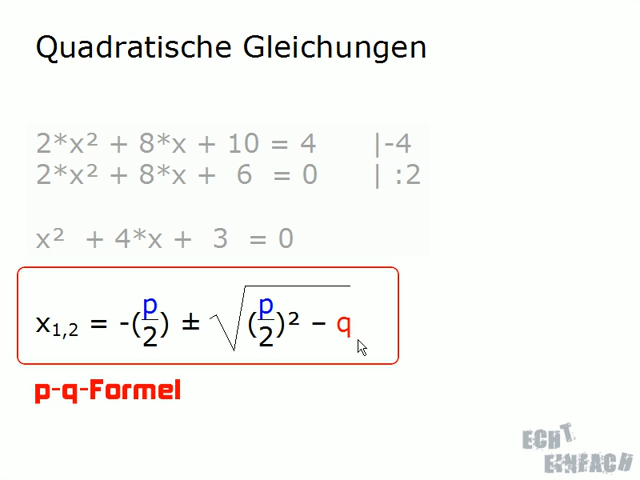 Quadratische Gleichungen
2*x² + 8*x + 10 = 4 |-4
2*x² + 8*x + 6 = 0 | :2
x² + 4*x + 3 = 0
x₁,₂ = -(p/2) ± √((p/2)² – q)
p-q-Formel
ECHT
EINFACH